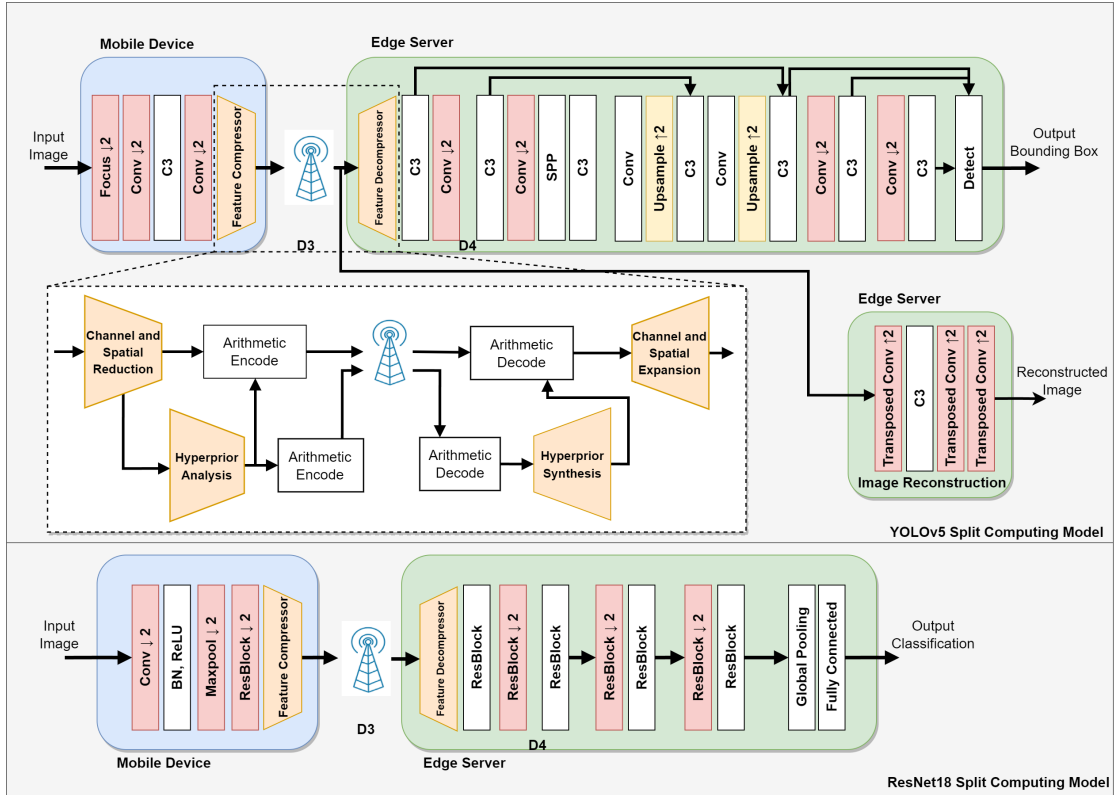 Mobile Device
Edge Server
Input
Image
Focus ↓2
Conv ↓2
C3
Conv ↓2
Feature Compressor
D3
Feature Decompressor
C3
Conv ↓2
D4
C3
Conv ↓2
SPP
C3
Conv
Upsample ↑2
C3
Conv
Upsample ↑2
C3
Conv ↓2
C3
Conv ↓2
C3
Detect
Output
Bounding Box
Channel and
Spatial
Reduction
Arithmetic
Encode
Hyperprior
Analysis
Arithmetic
Encode
Arithmetic
Decode
Arithmetic
Decode
Hyperprior
Synthesis
Channel and
Spatial
Expansion
Edge Server
Transposed Conv ↑2
C3
Transposed Conv ↑2
Transposed Conv ↑2
Image Reconstruction
Reconstructed
Image
YOLOv5 Split Computing Model
Input
Image
Conv ↓ 2
BN, ReLU
Maxpool ↓ 2
ResBlock ↓ 2
Feature Compressor
Mobile Device
D3
Feature Decompressor
ResBlock
ResBlock ↓ 2
ResBlock
D4
ResBlock ↓ 2
ResBlock
ResBlock ↓ 2
ResBlock
Global Pooling
Fully Connected
Edge Server
Output
Classification
ResNet18 Split Computing Model